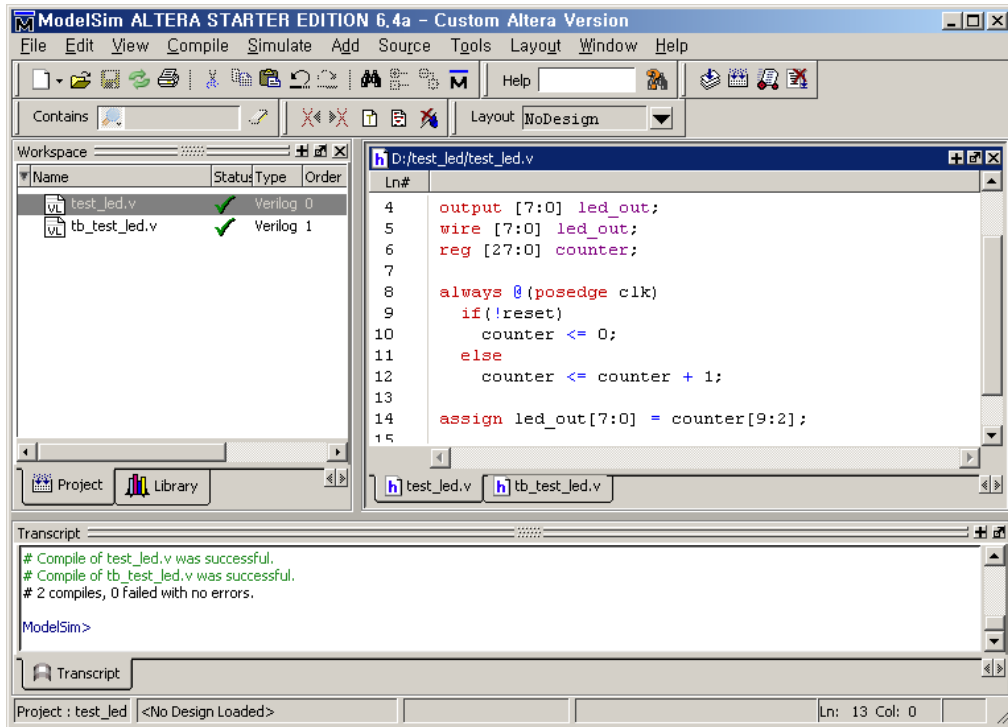 ModelSim ALTERA STARTER EDITION 6.4a - Custom Altera Version
File Edit View Compile Simulate Add Source Tools Layout Window Help
Help
Contains
Layout NoDesign
Workspace
Name Status Type Order
test_led.v Verilog 0
tb_test_led.v Verilog 1
Project Library
D:/test_led/test_led.v
Ln#
4 output [7:0] led_out;
5 wire [7:0] led_out;
6 reg [27:0] counter;
7
8 always @(posedge clk)
9 if(!reset)
10 counter <= 0;
11 else
12 counter <= counter + 1;
13
14 assign led_out[7:0] = counter[9:2];
15
test_led.v tb_test_led.v
Transcript
# Compile of test_led.v was successful.
# Compile of tb_test_led.v was successful.
# 2 compiles, 0 failed with no errors.
ModelSim>
Transcript
Project : test_led <No Design Loaded> Ln: 13 Col: 0